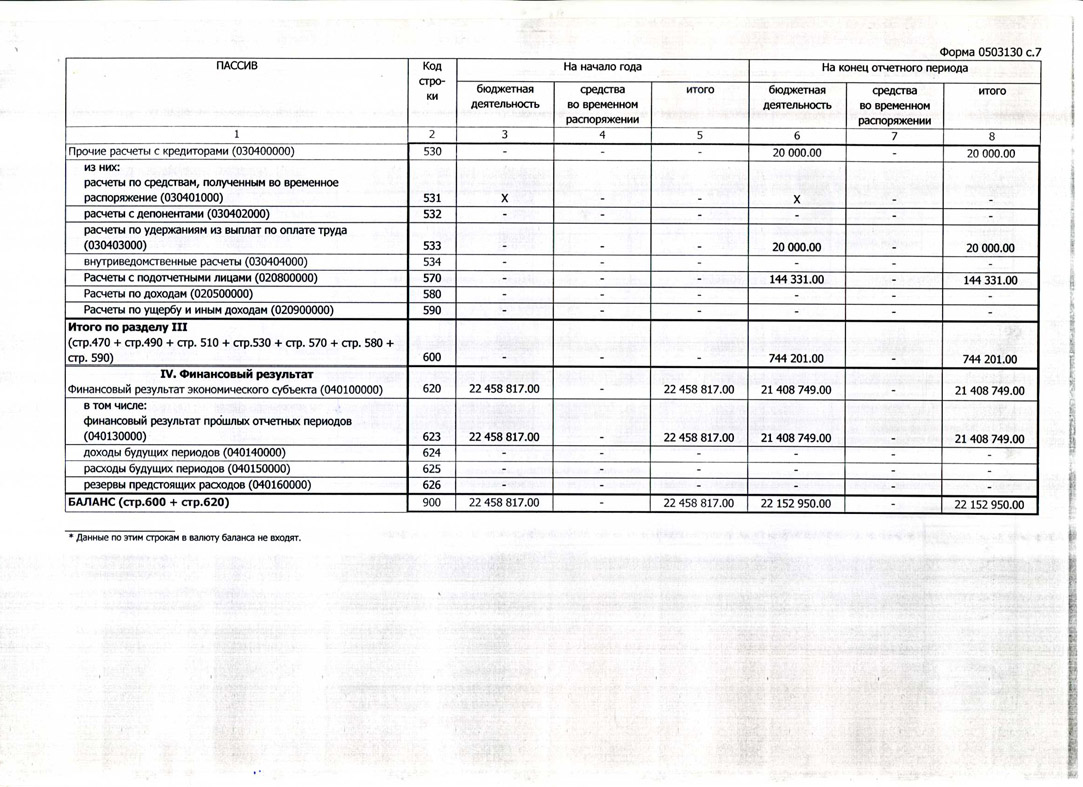 Форма 0503130 с.7
ПАССИВ Код стро-ки На начало года На конец отчетного периода
бюджетная деятельность средства во временном распоряжении итого бюджетная деятельность средства во временном распоряжении итого
1 2 3 4 5 6 7 8
Прочие расчеты с кредиторами (030400000) 530 - - - 20 000.00 - 20 000.00
из них:
расчеты по средствам, полученным во временное
распоряжение (030401000) 531 X - - X - -
расчеты с депонентами (030402000) 532 - - - - - -
расчеты по удержаниям из выплат по оплате труда
(030403000) 533 - - - 20 000.00 - 20 000.00
внутриведомственные расчеты (030404000) 534 - - - - - -
Расчеты с подотчетными лицами (020800000) 570 - - - 144 331.00 - 144 331.00
Расчеты по доходам (020500000) 580 - - - - - -
Расчеты по ущербу и иным доходам (020900000) 590 - - - - - -
Итого по разделу III
(стр.470 + стр.490 + стр. 510 + стр.530 + стр. 570 + стр. 580 +
стр. 590) 600 - - - 744 201.00 - 744 201.00
IV. Финансовый результат
Финансовый результат экономического субъекта (040100000) 620 22 458 817.00 - 22 458 817.00 21 408 749.00 - 21 408 749.00
в том числе:
финансовый результат прошлых отчетных периодов
(040130000) 623 22 458 817.00 - 22 458 817.00 21 408 749.00 - 21 408 749.00
доходы будущих периодов (040140000) 624 - - - - - -
расходы будущих периодов (040150000) 625 - - - - - -
резервы предстоящих расходов (040160000) 626 - - - - - -
БАЛАНС (стр.600 + стр.620) 900 22 458 817.00 - 22 458 817.00 22 152 950.00 - 22 152 950.00
* Данные по этим строкам в валюту баланса не входят.